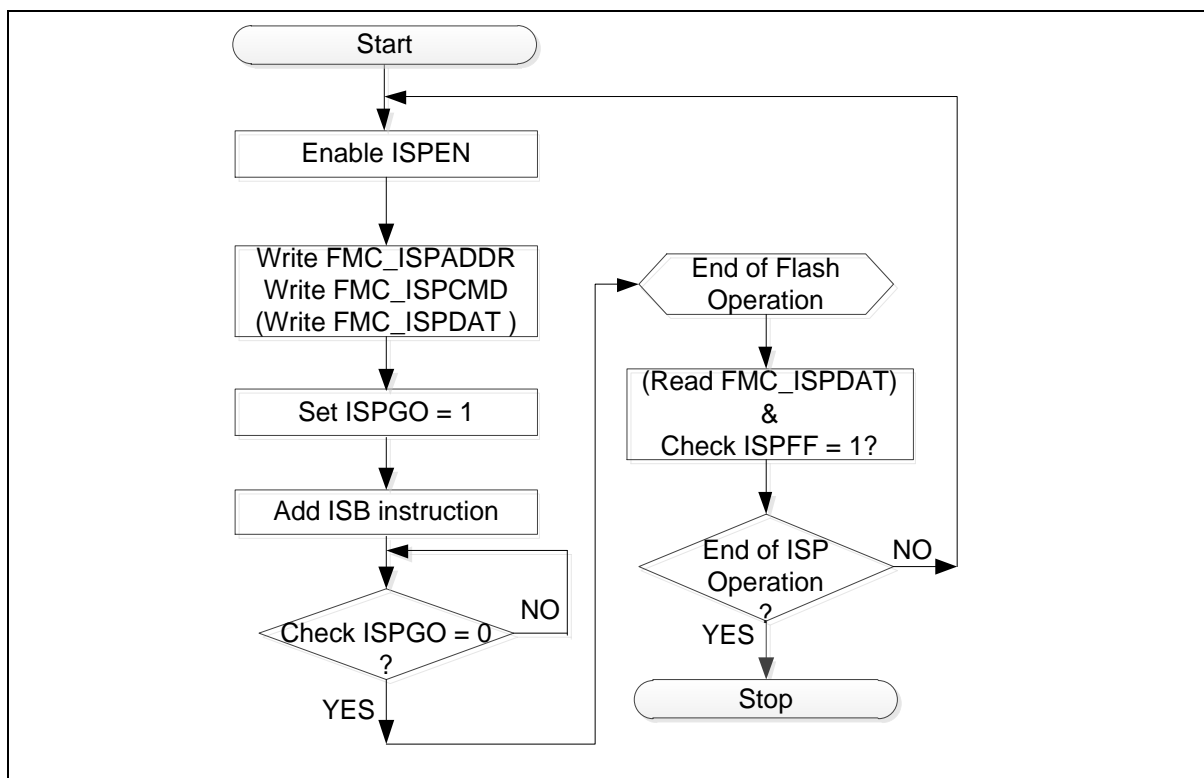 Start
Enable ISPEN
Write FMC_ISPADDR
Write FMC_ISPCMD
(Write FMC_ISPDAT )
Set ISPGO = 1
Add ISB instruction
Check ISPGO = 0
?
NO
YES
End of Flash
Operation
(Read FMC_ISPDAT)
&
Check ISPFF = 1?
End of ISP
Operation
?
NO
YES
Stop